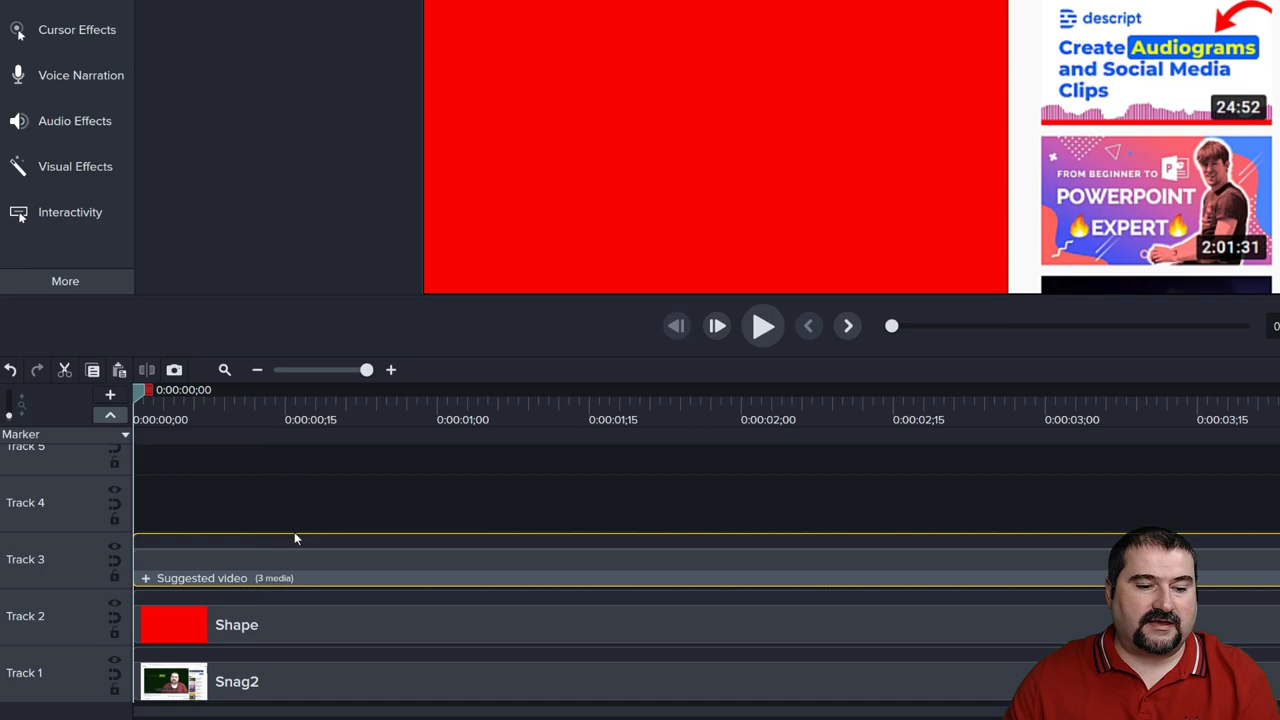 Cursor Effects
Voice Narration
Audio Effects
Visual Effects
Interactivity
More
descript
Create Audiograms
and Social Media
Clips
24:52
FROM BEGINNER TO
POWERPOINT
EXPERT
2:01:31
0:00:00;00
0:00:00;00
0:00:00;15
0:00:01;00
0:00:01;15
0:00:02;00
0:00:02;15
0:00:03;00
0:00:03;15
Marker
Track 5
Track 4
Track 3
+ Suggested video (3 media)
Track 2
Shape
Track 1
Snag2